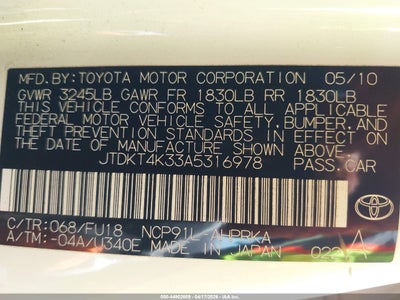 MFD.BY:TOYOTA MOTOR CORPORATION 05/10
GVWR 3245LB GAWR FR 1830LB RR 1830LB
THIS VEHICLE CONFORMS TO ALL APPLICABLE
FEDERAL MOTOR VEHICLE SAFETY,BUMPER,AND
THEFT PREVENTION STANDARDS IN EFFECT ON
THE DATE OF MANUFACTURE SHOWN ABOVE.
JTDKT4K33A5316978 PASS.CAR
C/TR:068/FU18 NCP91L-AHPRKA
A/TM:-04A/U340E MADE IN JAPAN A
TOYOTA